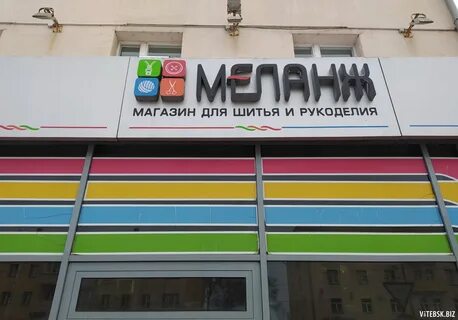 МЕЛАНЖ
МАГАЗИН ДЛЯ ШИТЬЯ И РУКОДЕЛИЯ
VITEBSK.BIZ